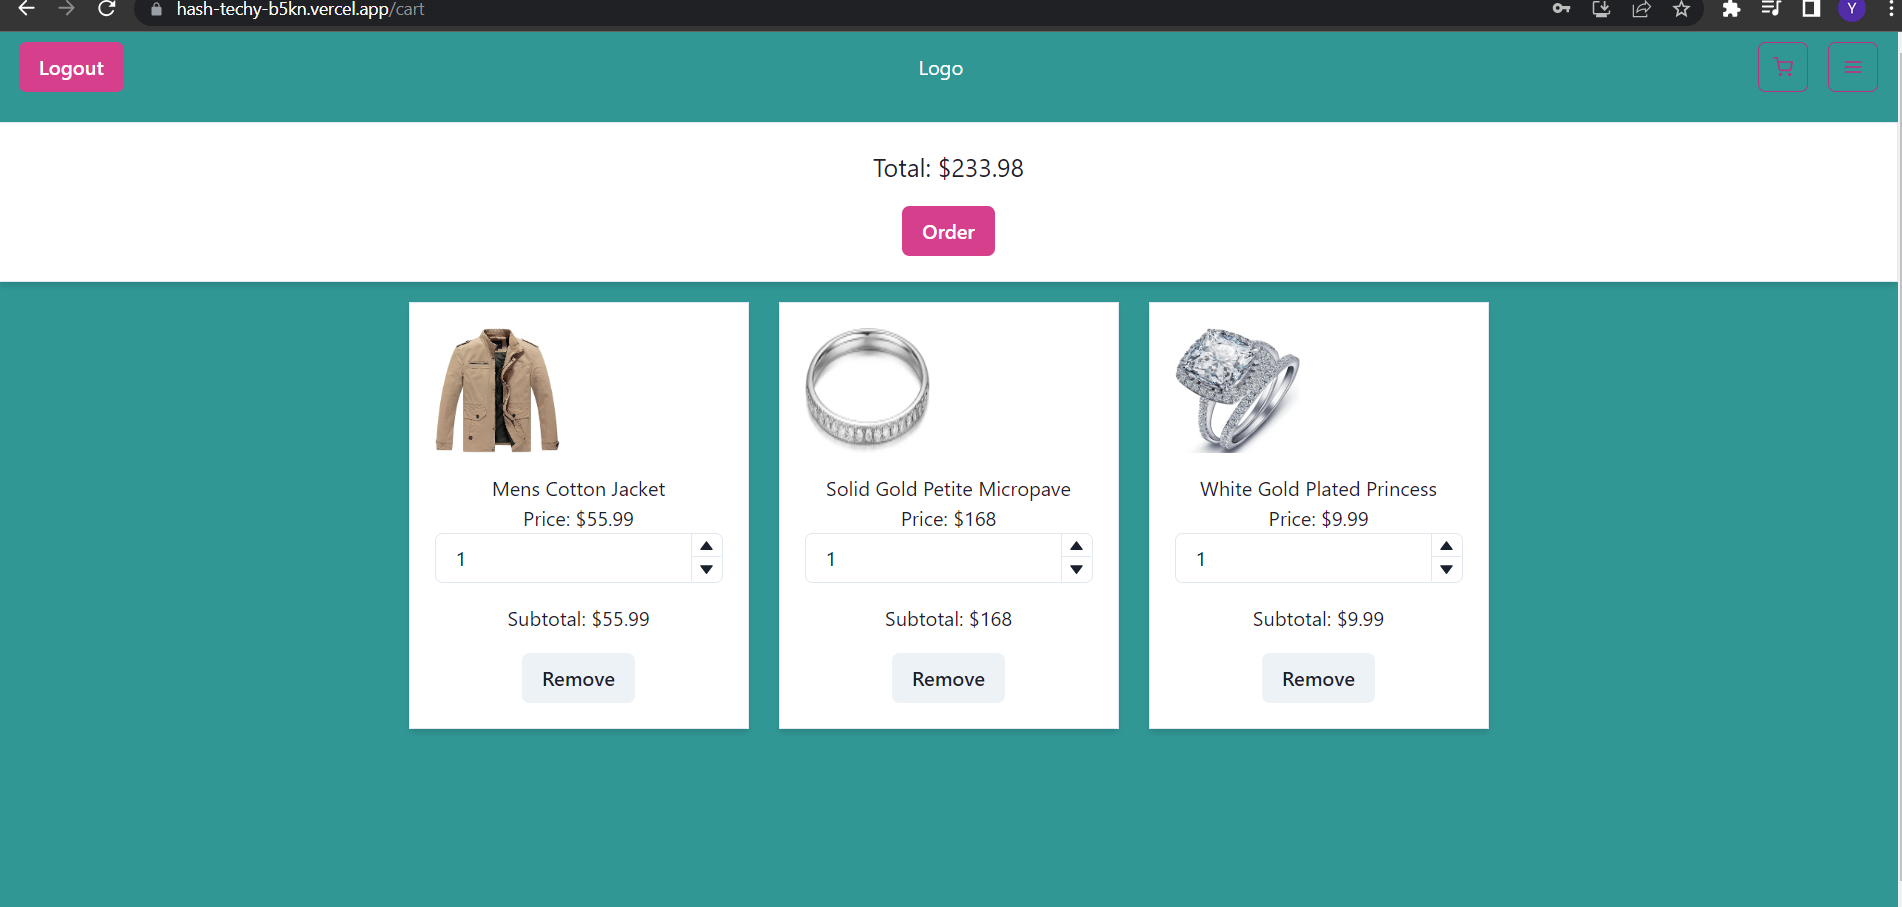 hash-techy-b5kn.vercel.app/cart
Y
Logout
Logo
Total: $233.98
Order
Mens Cotton Jacket
Price: $55.99
1
Subtotal: $55.99
Remove
Solid Gold Petite Micropave
Price: $168
1
Subtotal: $168
Remove
White Gold Plated Princess
Price: $9.99
1
Subtotal: $9.99
Remove